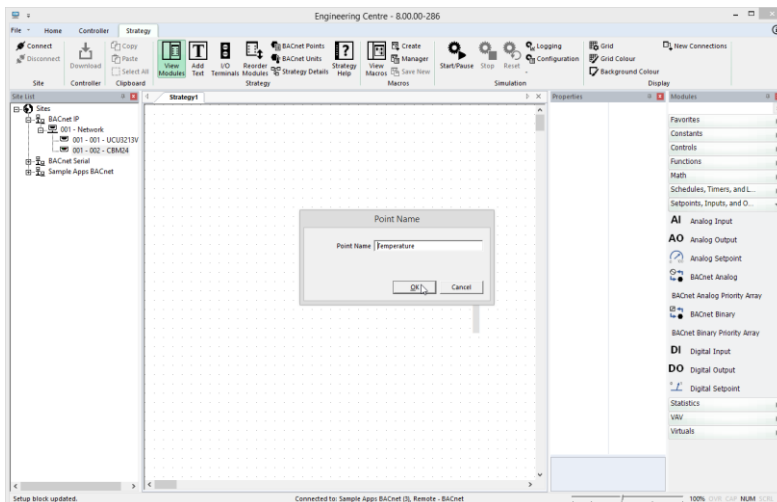 Engineering Centre - 8.00.00-286
File Home Controller Strategy
Connect
Disconnect
Site
Download
Controller
Copy
Paste
Select All
Clipboard
View Modules
Add Text
I/O Terminals
Reorder Modules
BACnet Points
BACnet Units
Strategy Details
Strategy Help
Strategy
View Macros
Create
Manager
Save New
Macros
Start/Pause
Stop
Reset
Logging
Configuration
Simulation
Grid
Grid Colour
Background Colour
New Connections
Display
Site List
Sites
BACnet IP
001 - Network
001 - 001 - UCU3213V
001 - 002 - CBM24
BACnet Serial
Sample Apps BACnet
Strategy1
Point Name
Point Name Temperature
OK Cancel
Properties
Modules
Favorites
Constants
Controls
Functions
Math
Schedules, Timers, and L...
Setpoints, Inputs, and O...
AI Analog Input
AO Analog Output
Analog Setpoint
BACnet Analog
BACnet Analog Priority Array
BACnet Binary
BACnet Binary Priority Array
DI Digital Input
DO Digital Output
Digital Setpoint
Statistics
VAV
Virtuals
Setup block updated.
Connected to: Sample Apps BACnet (3), Remote - BACnet
100% OVR CAP NUM SCRL